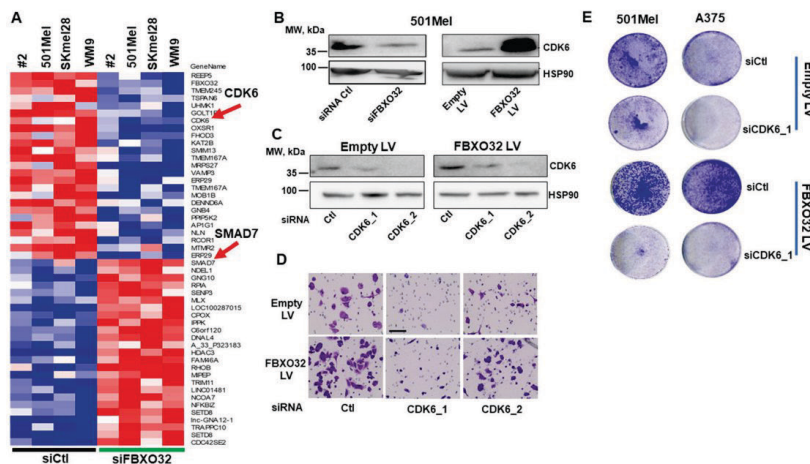 A
#2
501Mel
SKmel28
WM9
#2
501Mel
SKmel28
WM9
GeneName
REEP5
FBXO32
TMEM245
TSPAN6
UHMK1
GOLT1B
CDK6
OXSR1
FHOD3
KAT2B
SMIM13
TMEM167A
MRPS27
VAMP3
ERP29
TMEM167A
MOB1B
DENND6A
GNB4
PPIP5K2
AP1G1
NLN
RCOR1
MTMR2
ERP29
SMAD7
NDEL1
GNG10
RPIA
SENP3
MLX
LOC100287015
CPOX
IPPK
C6orf120
DNAL4
A_33_P323183
HDAC3
FAM46A
RHOB
MIPEP
TRIM11
LINC01481
NCOA7
NFKBIZ
SETD8
lnc-GNA12-1
TRAPPC10
SETD8
CDC42SE2
CDK6
SMAD7
siCtl
siFBXO32
B
501Mel
MW, kDa
35
100
CDK6
HSP90
siRNA Ctl
siFBXO32
Empty LV
FBXO32 LV
C
Empty LV
FBXO32 LV
MW, kDa
35
100
CDK6
HSP90
siRNA
Ctl
CDK6_1
CDK6_2
Ctl
CDK6_1
CDK6_2
D
Empty
LV
FBXO32
LV
siRNA
Ctl
CDK6_1
CDK6_2
E
501Mel
A375
siCtl
siCDK6_1
siCtl
siCDK6_1
Empty LV
FBXO32 LV